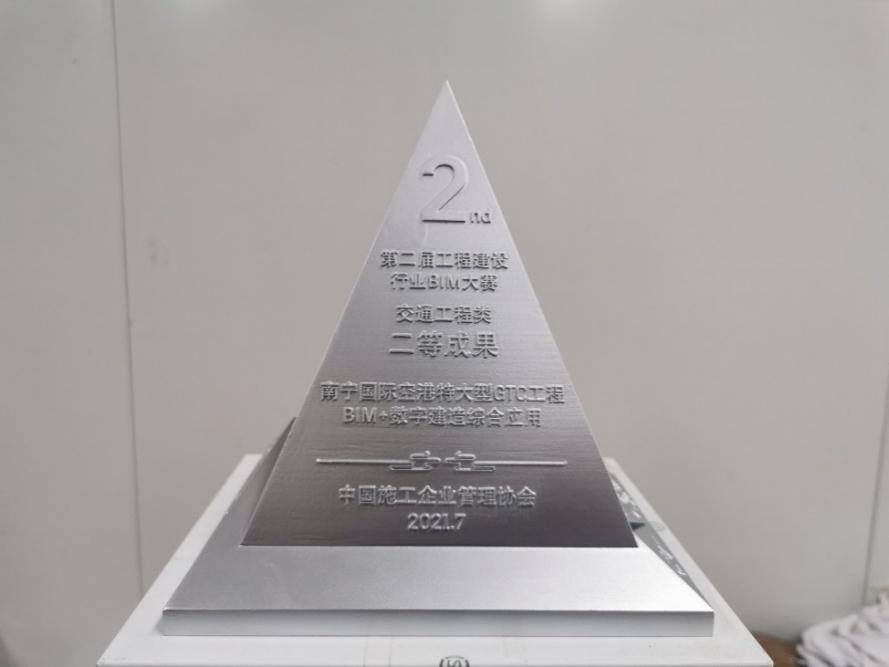 2nd
第二届工程建设
行业BIM大赛
交通工程类
二等成果
南宁国际空港特大型GTC工程
BIM+数字建造综合应用
中国施工企业管理协会
2021.7